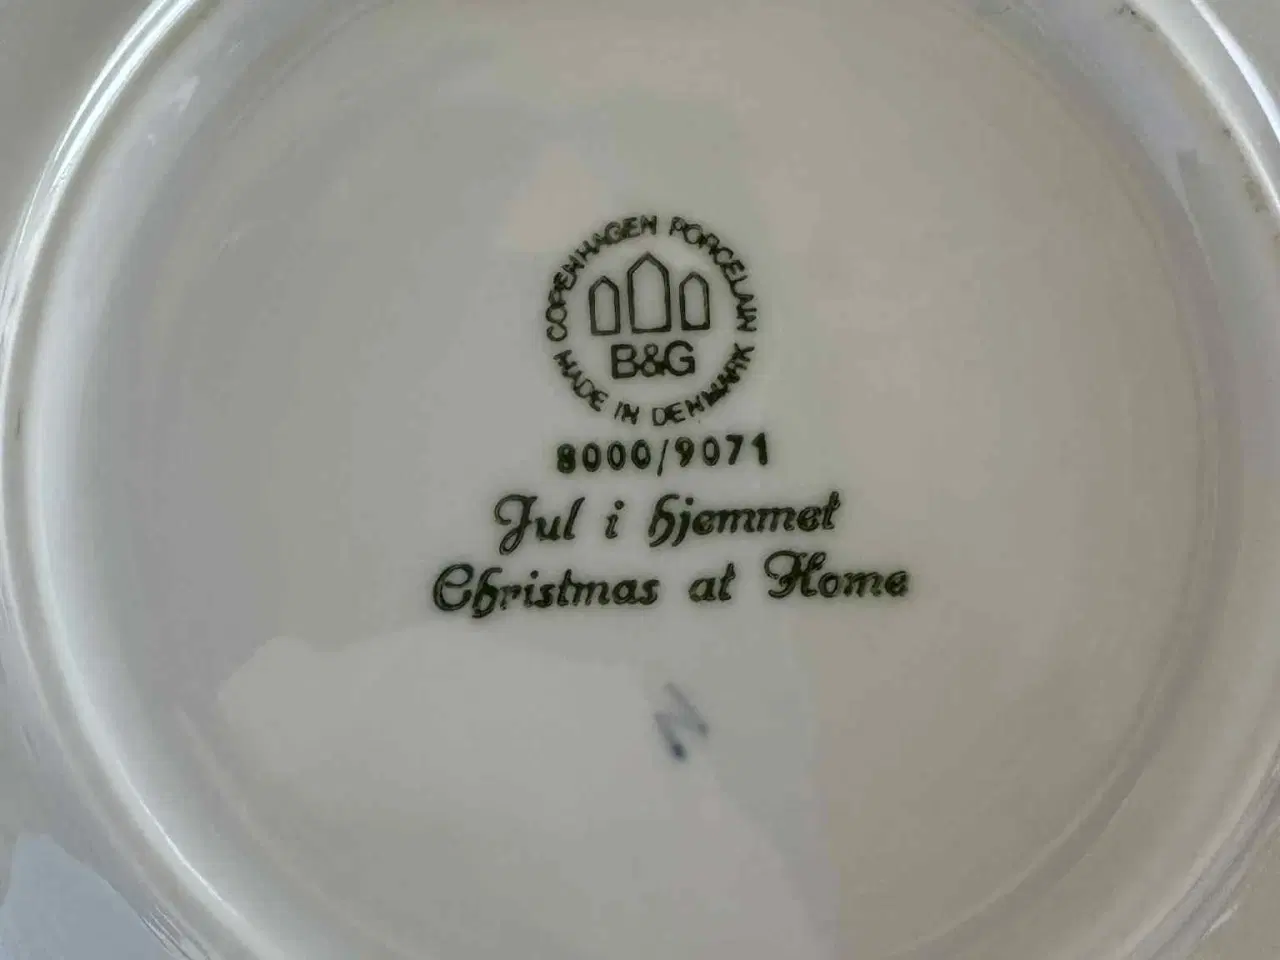 COPENHAGEN PORCELAIN
B&G
MADE IN DENMARK
8000/9071
Jul i hjemmet
Christmas at Home